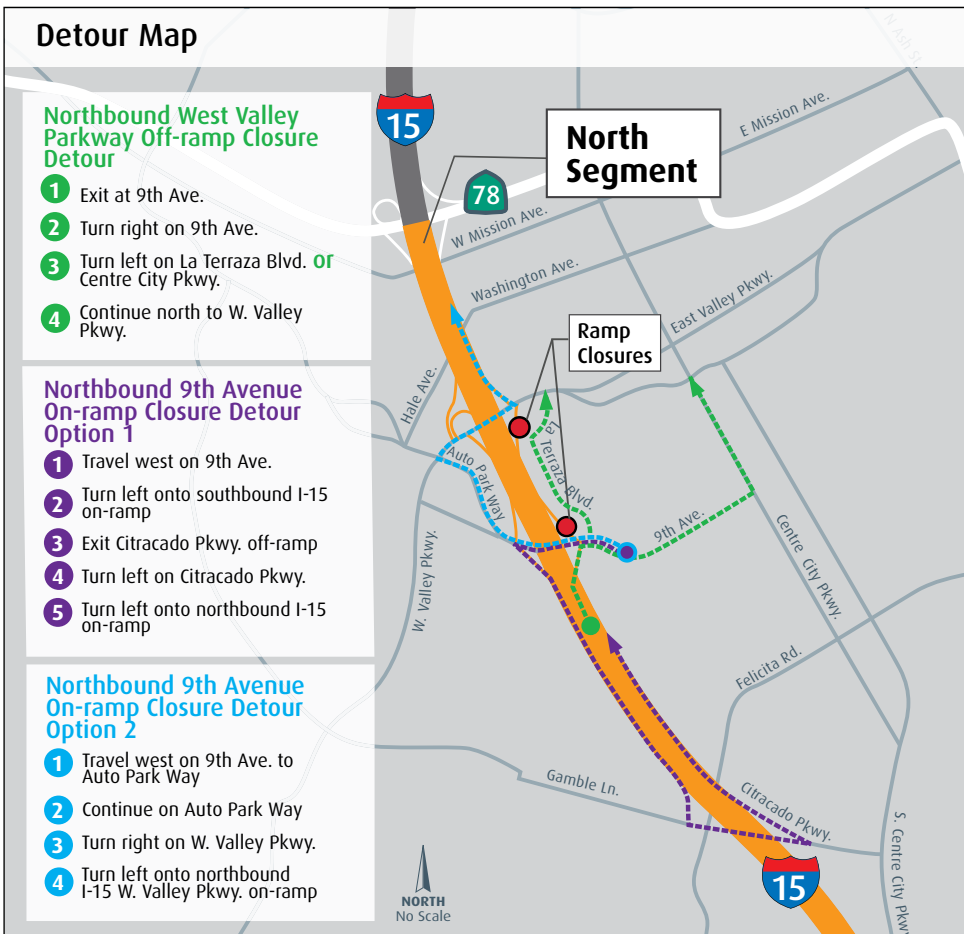 Detour Map
Northbound West Valley
Parkway Off-ramp Closure
Detour
1 Exit at 9th Ave.
2 Turn right on 9th Ave.
3 Turn left on La Terraza Blvd. or
Centre City Pkwy.
4 Continue north to W. Valley
Pkwy.
Northbound 9th Avenue
On-ramp Closure Detour
Option 1
1 Travel west on 9th Ave.
2 Turn left onto southbound I-15
on-ramp
3 Exit Citracado Pkwy. off-ramp
4 Turn left on Citracado Pkwy.
5 Turn left onto northbound I-15
on-ramp
Northbound 9th Avenue
On-ramp Closure Detour
Option 2
1 Travel west on 9th Ave. to
Auto Park Way
2 Continue on Auto Park Way
3 Turn right on W. Valley Pkwy.
4 Turn left onto northbound
I-15 W. Valley Pkwy. on-ramp
N Ash St.
15
North
Segment
E Mission Ave.
78
W Mission Ave.
Washington Ave.
East Valley Pkwy.
Ramp
Closures
Hale Ave.
La Terraza Blvd.
Auto Park Way
9th Ave.
W. Valley Pkwy.
Centre City Pkwy.
Felicita Rd.
Gamble Ln.
Citracado Pkwy.
S. Centre City Pkwy.
15
NORTH
No Scale